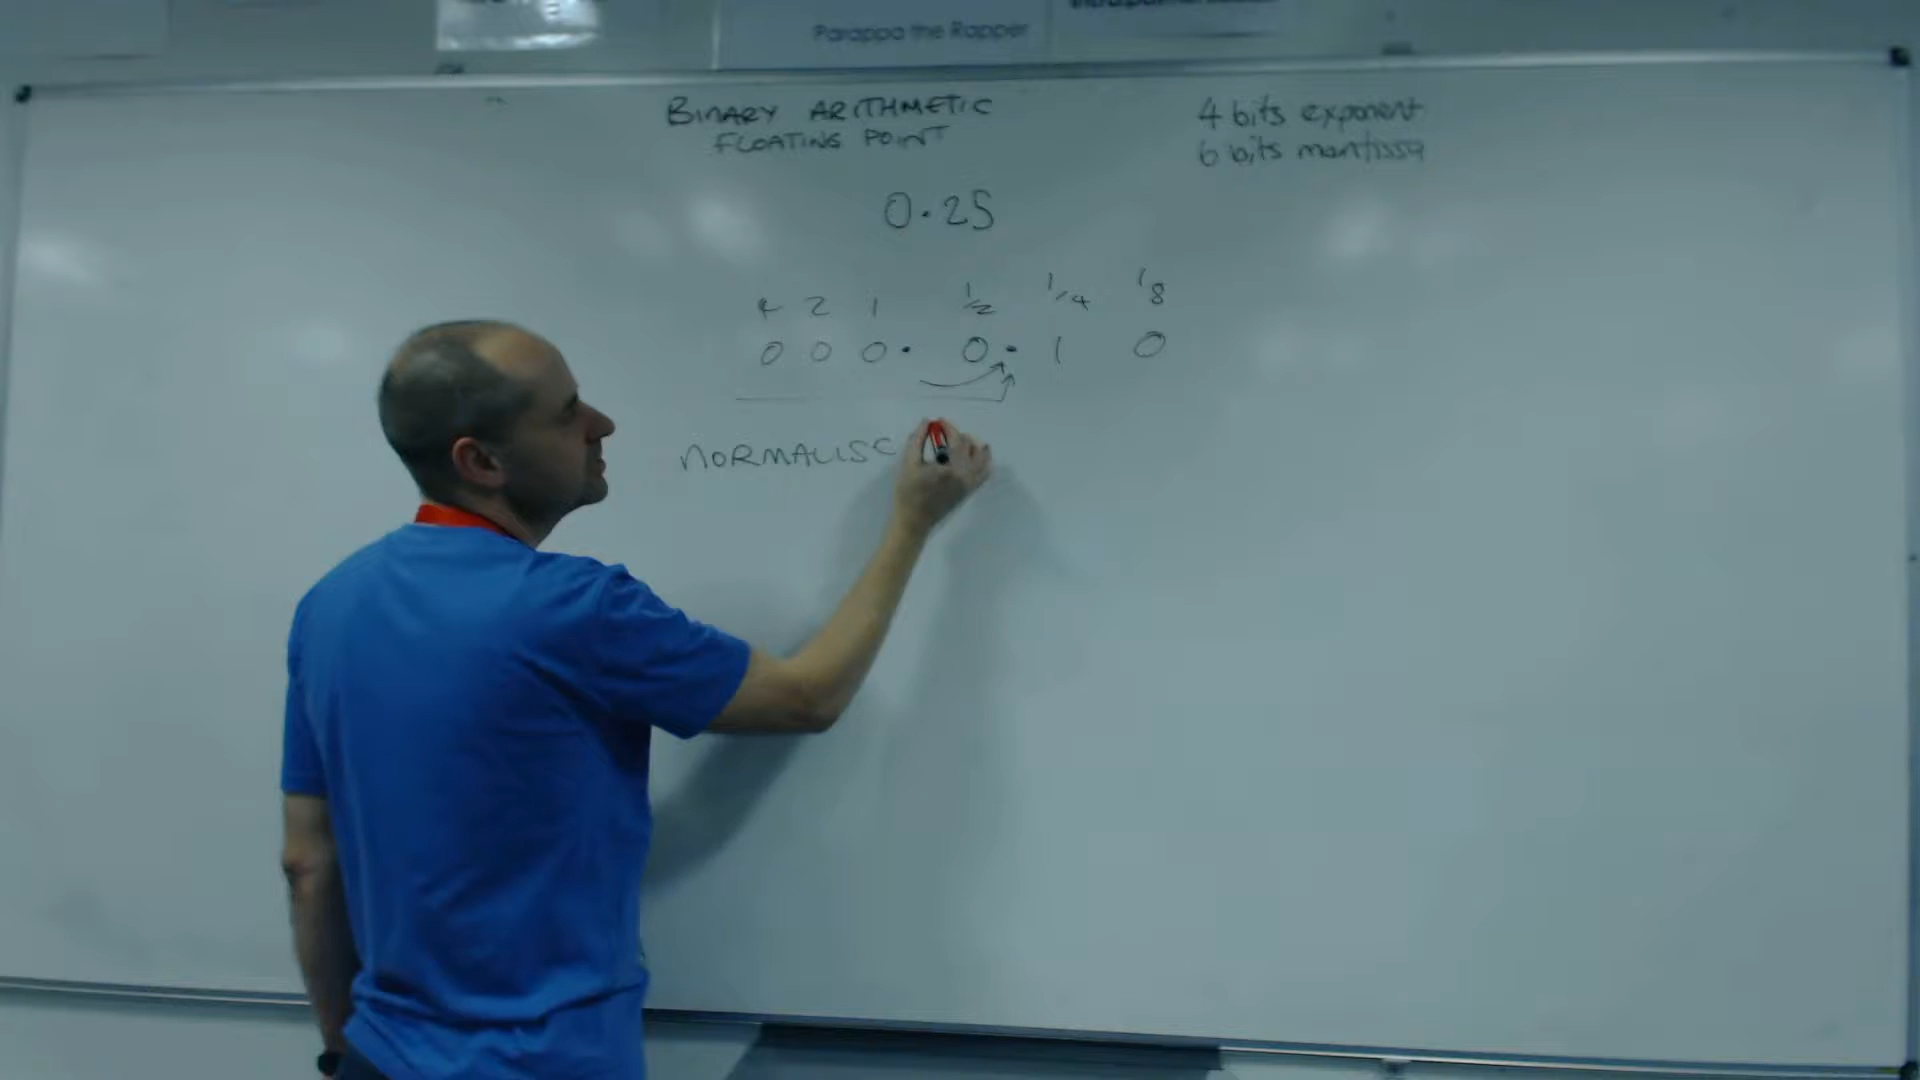 Parappa the Rapper
BINARY ARITHMETIC
FLOATING POINT
4 bits exponent
6 bits mantissa
0.25
4 2 1 1/2 1/4 1/8
0 0 0 . 0 . 1 0
NORMALISE